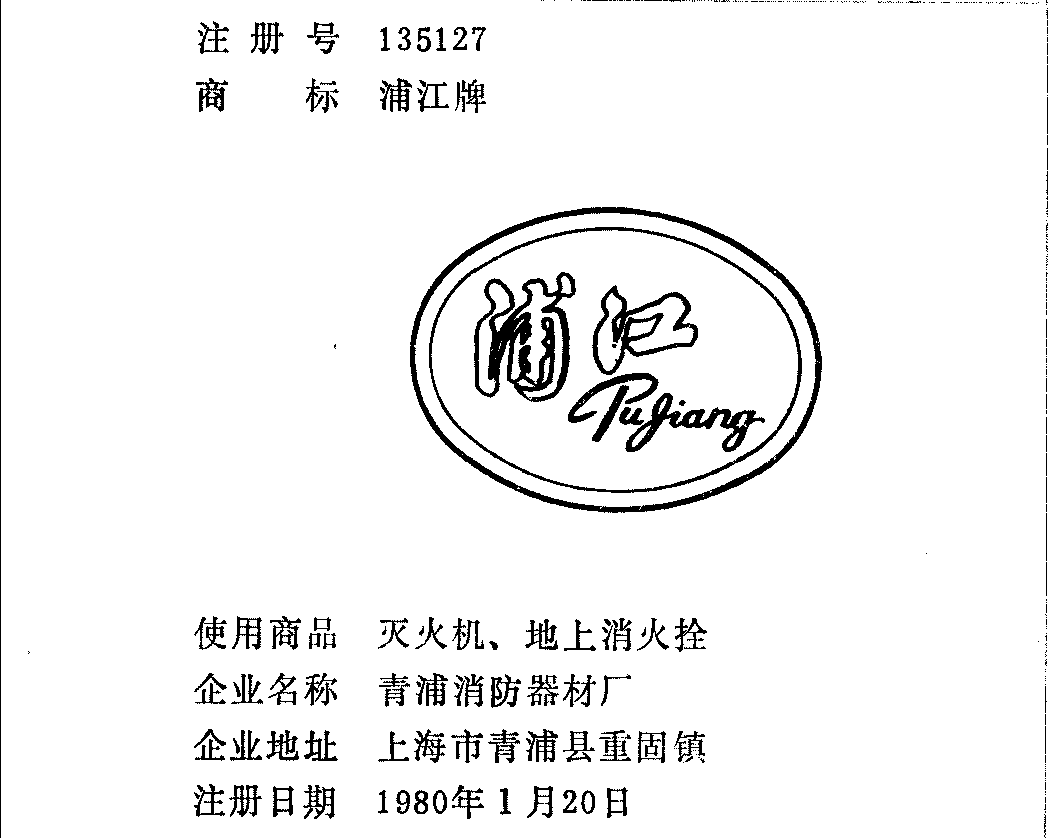 注册号 135127
商标 浦江牌
浦江
PuJiang
使用商品 灭火机、地上消火拴
企业名称 青浦消防器材厂
企业地址 上海市青浦县重固镇
注册日期 1980年1月20日